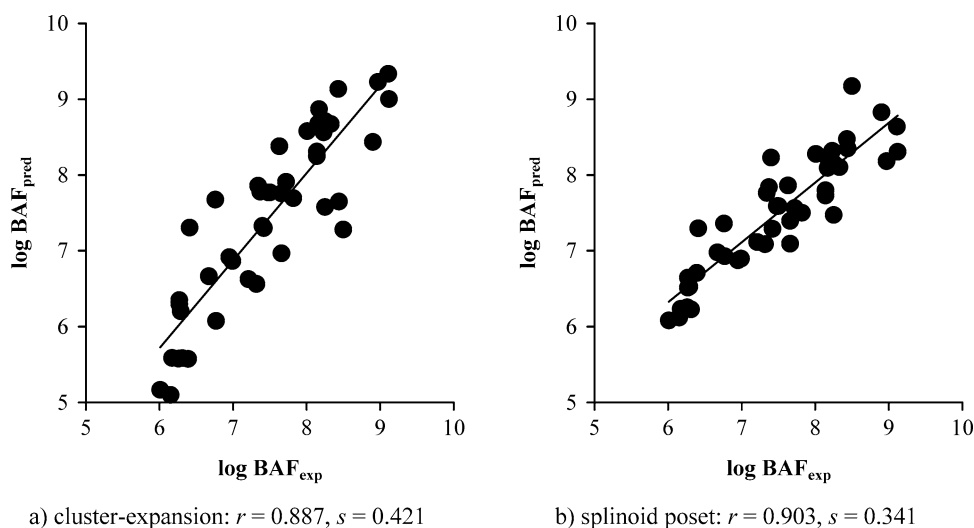 10
9
8
7
6
5
log BAFpred
5 6 7 8 9 10
log BAFexp
a) cluster-expansion: r = 0.887, s = 0.421
10
9
8
7
6
5
log BAFpred
5 6 7 8 9 10
log BAFexp
b) splinoid poset: r = 0.903, s = 0.341